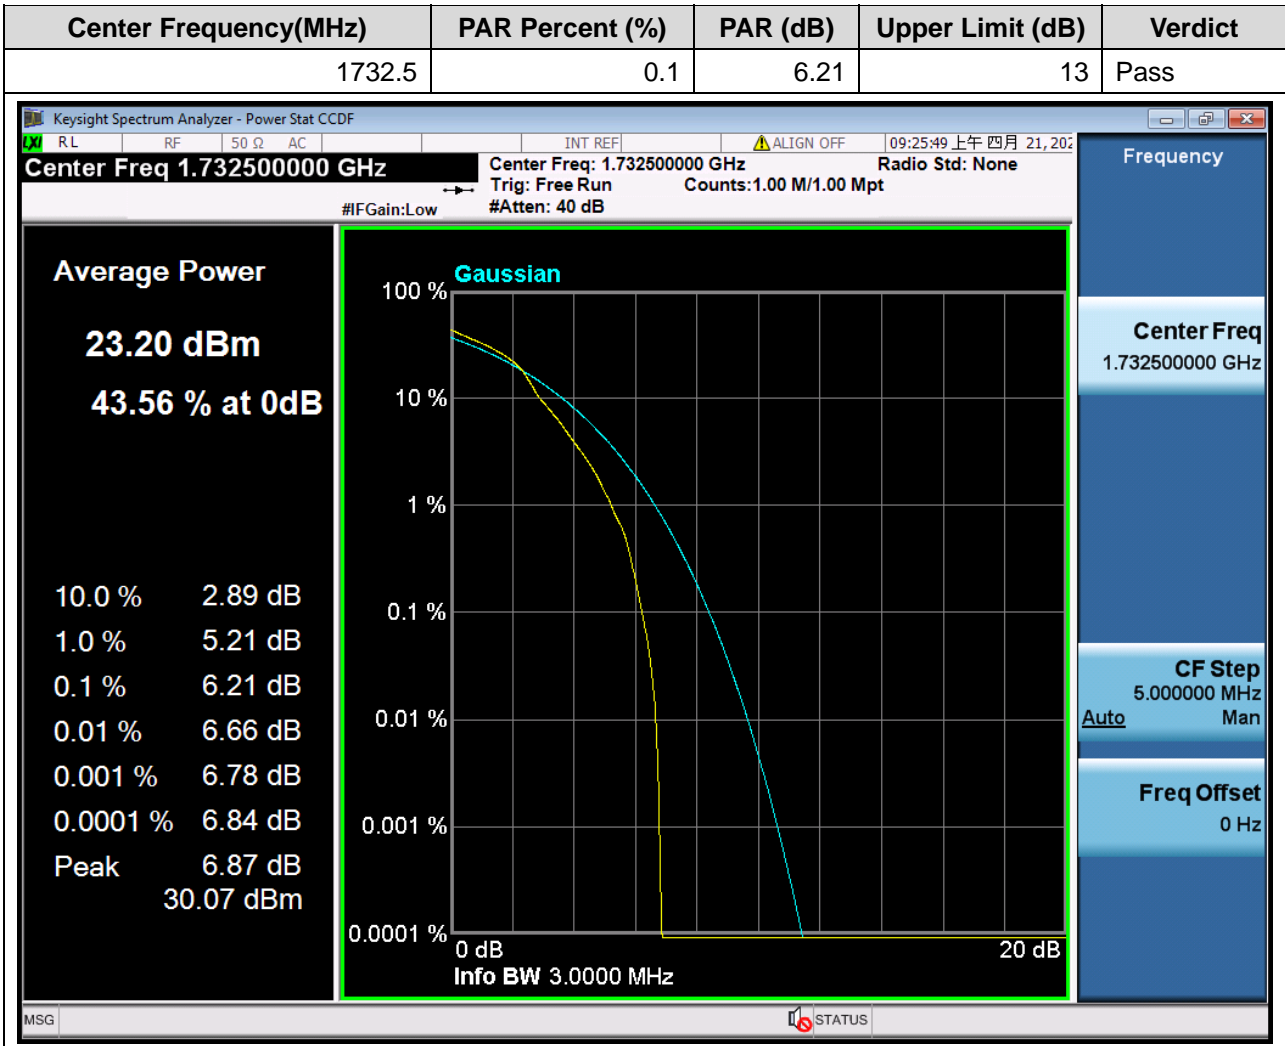 Center Frequency(MHz) PAR Percent (%) PAR (dB) Upper Limit (dB) Verdict
1732.5 0.1 6.21 13 Pass
Keysight Spectrum Analyzer - Power Stat CCDF
LXI RL RF 50 Ω AC INT REF ALIGN OFF 09:25:49 上午 四月 21, 202
Center Freq 1.732500000 GHz
Center Freq: 1.732500000 GHz Radio Std: None
Trig: Free Run Counts:1.00 M/1.00 Mpt
#IFGain:Low #Atten: 40 dB
Average Power
23.20 dBm
43.56 % at 0dB
10.0 % 2.89 dB
1.0 % 5.21 dB
0.1 % 6.21 dB
0.01 % 6.66 dB
0.001 % 6.78 dB
0.0001 % 6.84 dB
Peak 6.87 dB
30.07 dBm
Gaussian
100 %
10 %
1 %
0.1 %
0.01 %
0.001 %
0.0001 %
0 dB 20 dB
Info BW 3.0000 MHz
Frequency
Center Freq
1.732500000 GHz
CF Step
5.000000 MHz
Auto Man
Freq Offset
0 Hz
MSG STATUS